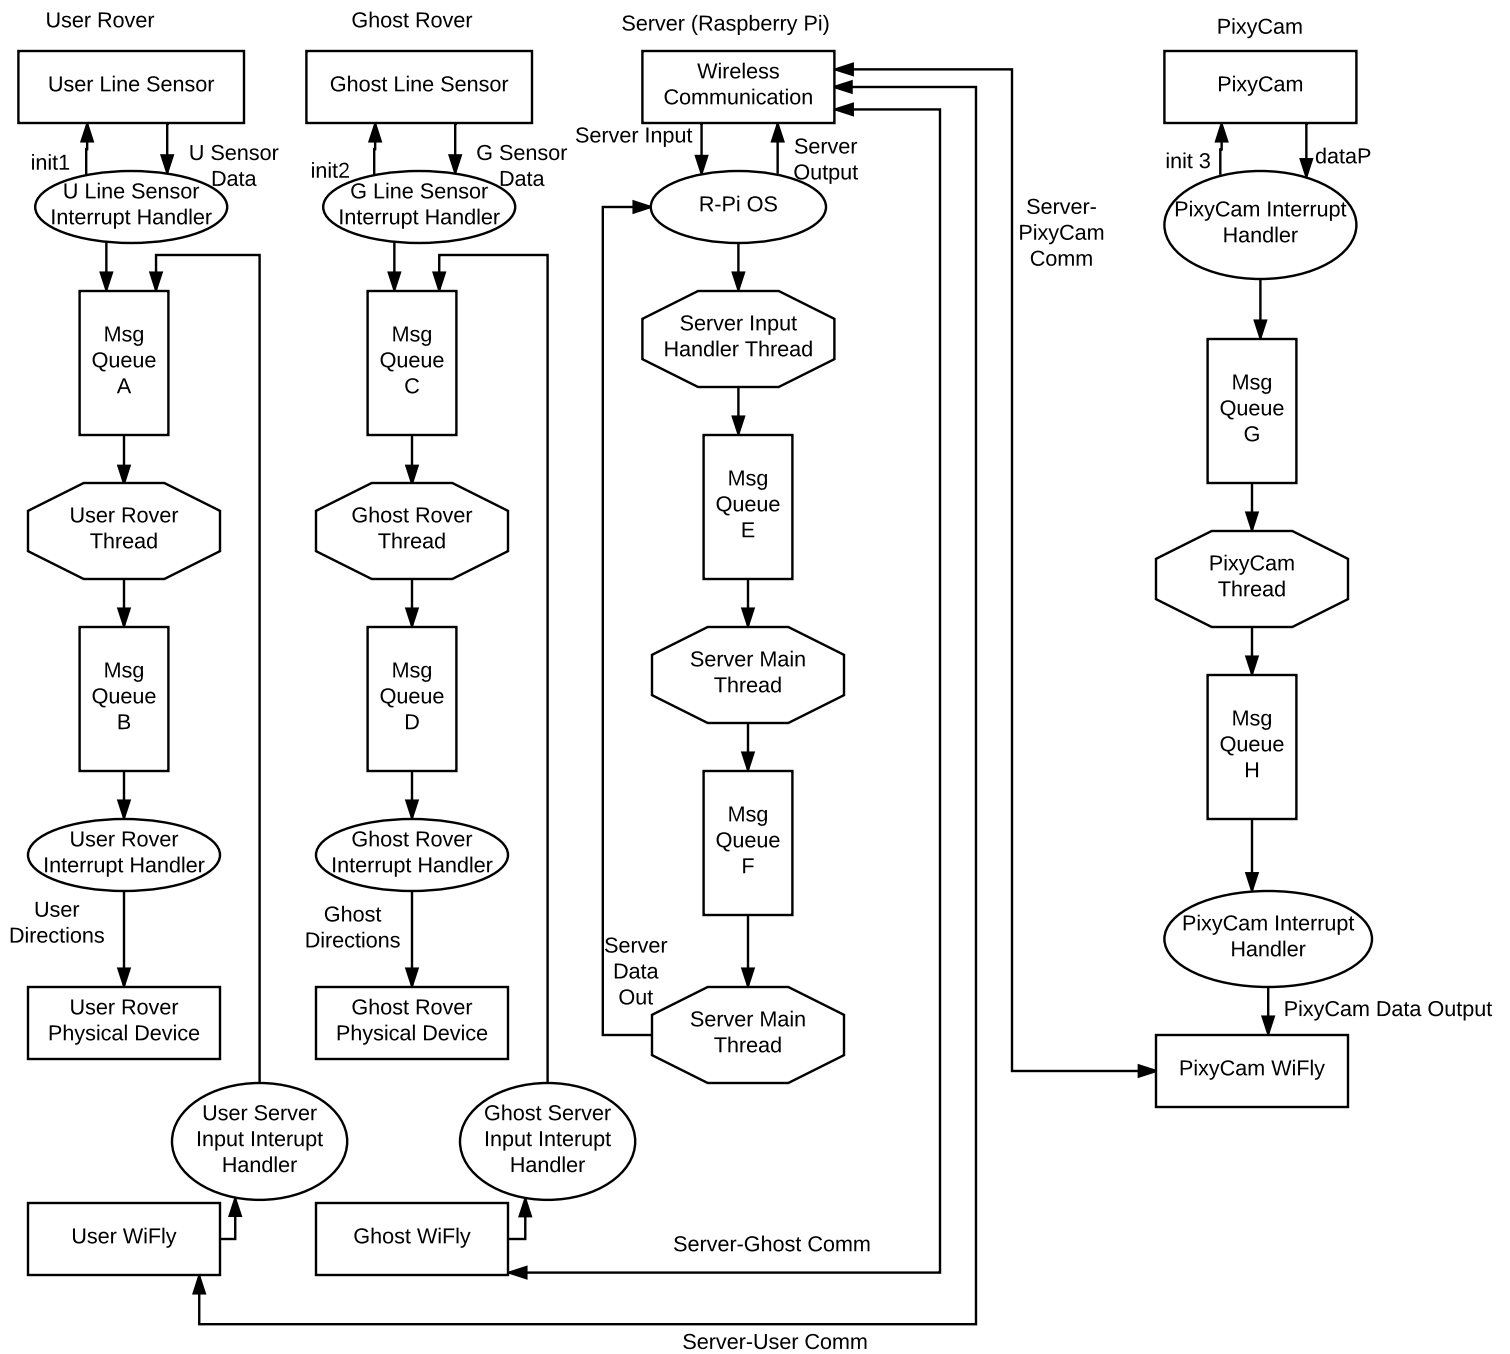 User Rover
User Line Sensor
init1
U Sensor
Data
U Line Sensor
Interrupt Handler
Msg
Queue
A
User Rover
Thread
Msg
Queue
B
User Rover
Interrupt Handler
User
Directions
User Rover
Physical Device
User Server
Input Interupt
Handler
User WiFly
Ghost Rover
Ghost Line Sensor
init2
G Sensor
Data
G Line Sensor
Interrupt Handler
Msg
Queue
C
Ghost Rover
Thread
Msg
Queue
D
Ghost Rover
Interrupt Handler
Ghost
Directions
Ghost Rover
Physical Device
Ghost Server
Input Interupt
Handler
Ghost WiFly
Server (Raspberry Pi)
Wireless
Communication
Server Input
Server
Output
R-Pi OS
Server Input
Handler Thread
Msg
Queue
E
Server Main
Thread
Msg
Queue
F
Server
Data
Out
Server Main
Thread
Server-Ghost Comm
Server-User Comm
Server-
PixyCam
Comm
PixyCam
PixyCam
init 3
dataP
PixyCam Interrupt
Handler
Msg
Queue
G
PixyCam
Thread
Msg
Queue
H
PixyCam Interrupt
Handler
PixyCam Data Output
PixyCam WiFly